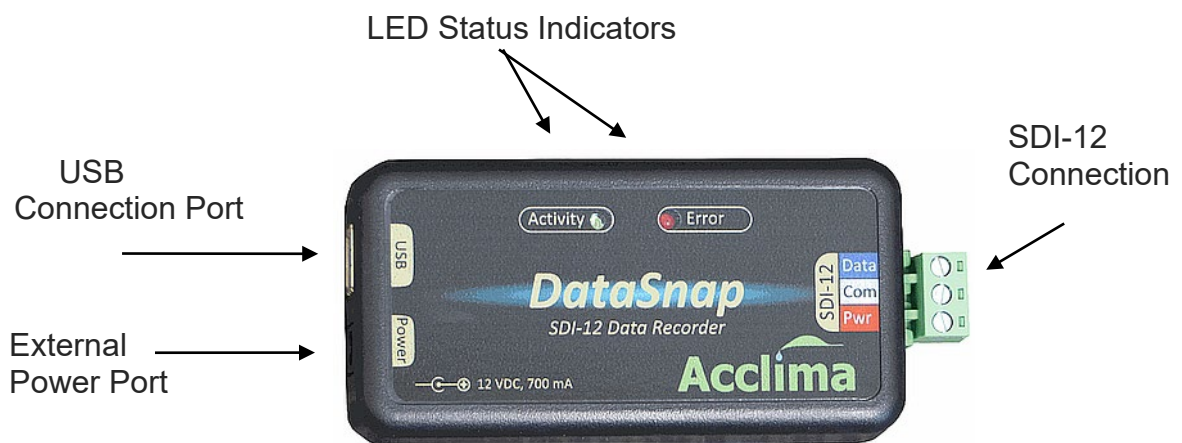 LED Status Indicators
SDI-12
Connection
USB
Connection Port
External
Power Port
Activity
Error
USB
Power
DataSnap
SDI-12 Data Recorder
SDI-12
Data
Com
Pwr
12 VDC, 700 mA
Acclima